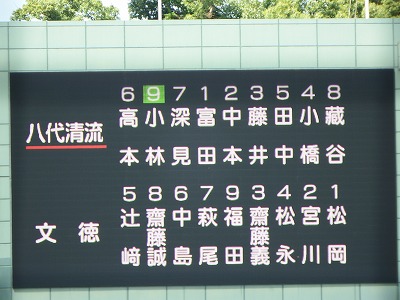 八代清流
6 9 7 1 2 3 5 4 8
高本 小林 深見 富田 中本 藤井 田中 小橋 蔵谷
文徳
5 8 6 7 9 3 4 2 1
辻﨑 齋藤誠 中島 萩尾 福田 齋藤義 松永 宮川 松岡